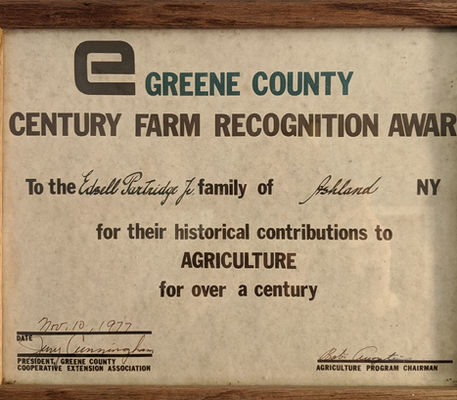 e GREENE COUNTY
CENTURY FARM RECOGNITION AWAR
To the Edsell Partridge Jr family of Ashland NY
for their historical contributions to
AGRICULTURE
for over a century
Nov. 10, 1977
DATE
Cunningham
PRESIDENT/GREENE COUNTY
COOPERATIVE EXTENSION ASSOCIATION
AGRICULTURE PROGRAM CHAIRMAN